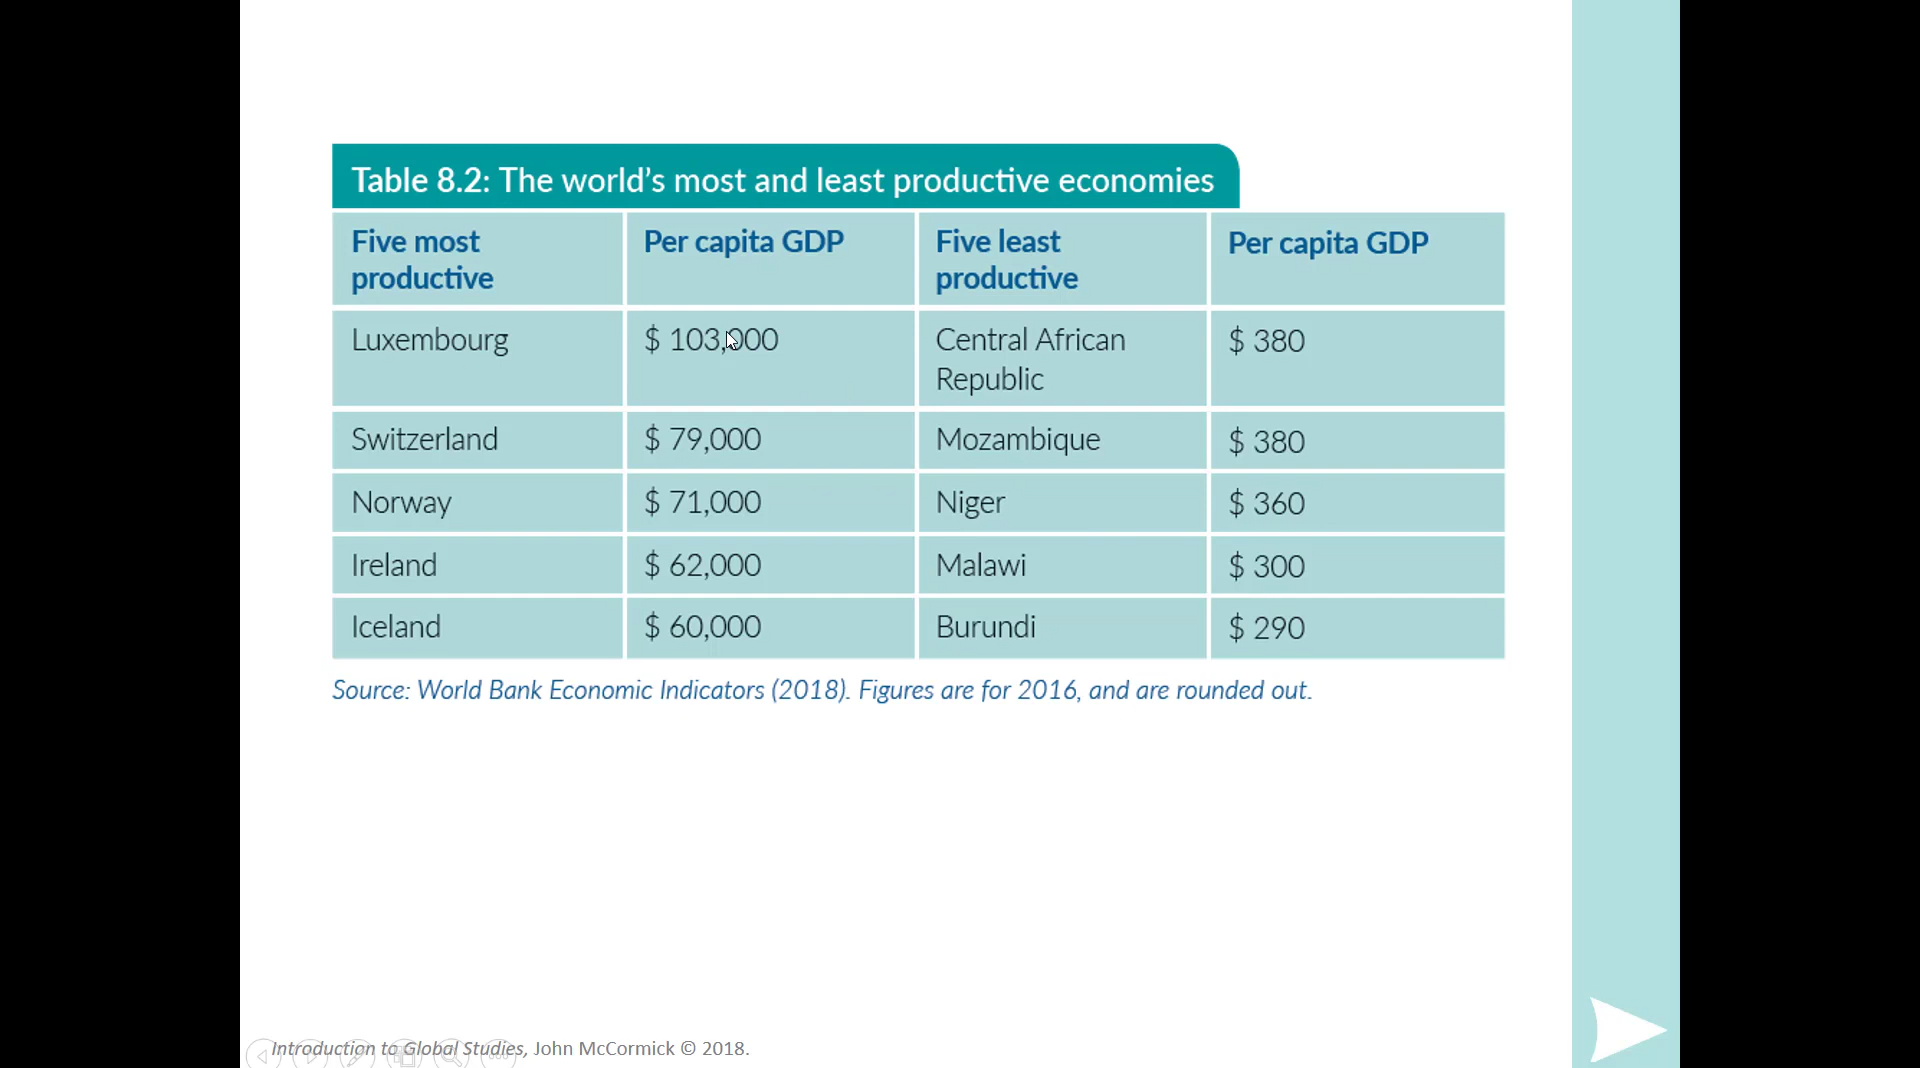 Table 8.2: The world's most and least productive economies
Five most productive Per capita GDP Five least productive Per capita GDP
Luxembourg $ 103,000 Central African Republic $ 380
Switzerland $ 79,000 Mozambique $ 380
Norway $ 71,000 Niger $ 360
Ireland $ 62,000 Malawi $ 300
Iceland $ 60,000 Burundi $ 290
Source: World Bank Economic Indicators (2018). Figures are for 2016, and are rounded out.
Introduction to Global Studies, John McCormick © 2018.